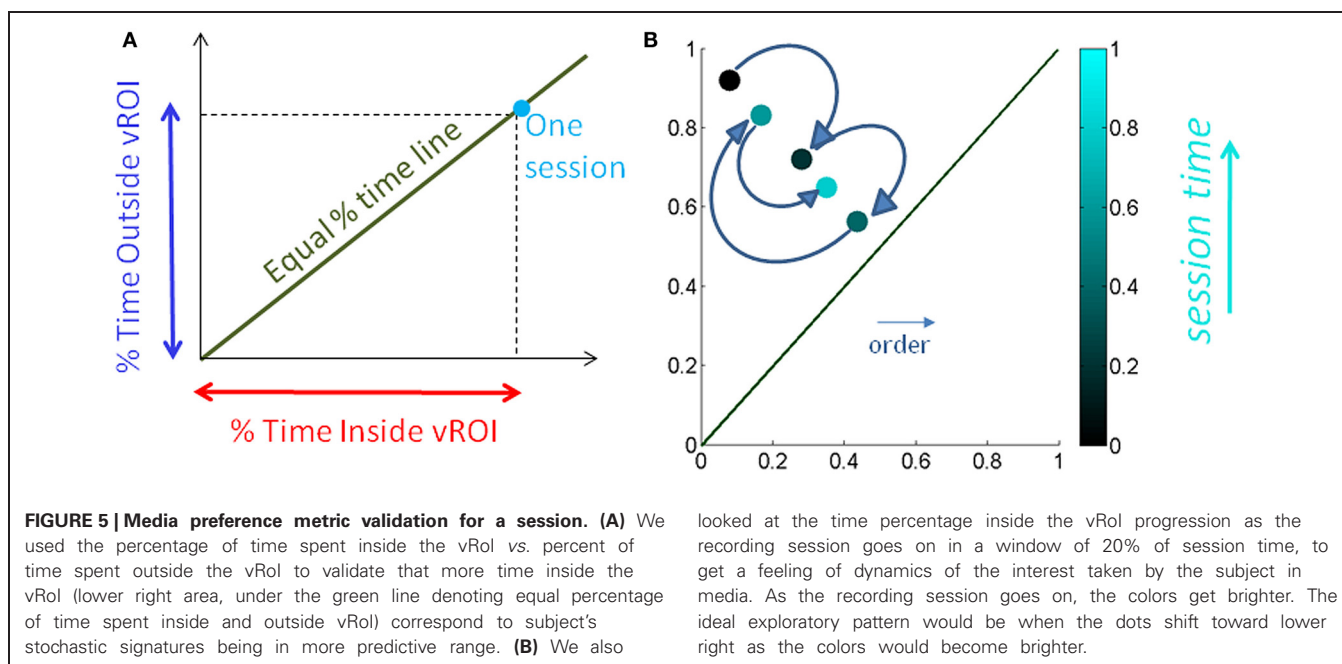 A
% Time Outside vROI
Equal % time line
One
session
% Time Inside vROI
B
1
0.8
0.6
0.4
0.2
0
0
0.2
0.4
0.6
0.8
1
order
1
0.8
0.6
0.4
0.2
0
session time
FIGURE 5 | Media preference metric validation for a session. (A) We
used the percentage of time spent inside the vRoI vs. percent of
time spent outside the vRoI to validate that more time inside the
vRoI (lower right area, under the green line denoting equal percentage
of time spent inside and outside vRoI) correspond to subject's
stochastic signatures being in more predictive range. (B) We also
looked at the time percentage inside the vRoI progression as the
recording session goes on in a window of 20% of session time, to
get a feeling of dynamics of the interest taken by the subject in
media. As the recording session goes on, the colors get brighter. The
ideal exploratory pattern would be when the dots shift toward lower
right as the colors would become brighter.